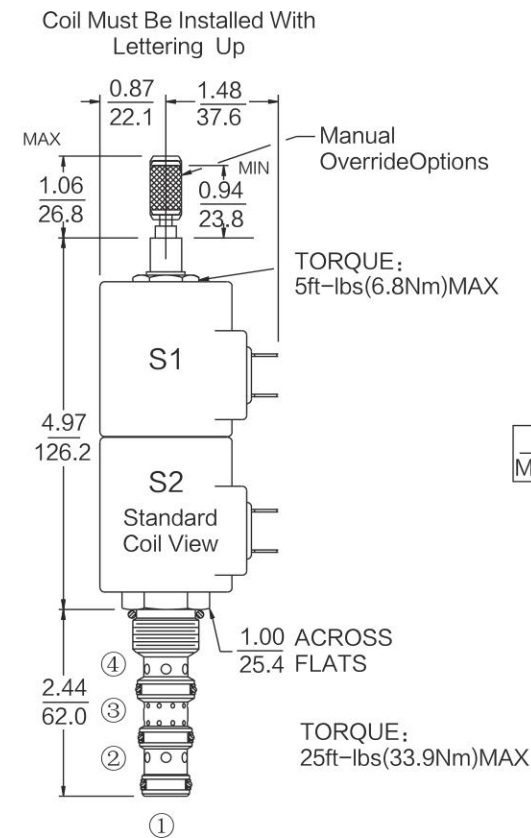 Coil Must Be Installed With
Lettering Up
0.87
22.1
1.48
37.6
MAX
1.06
26.8
MIN
0.94
23.8
Manual
OverrideOptions
TORQUE：
5ft-lbs(6.8Nm)MAX
S1
4.97
126.2
S2
Standard
Coil View
M
1.00
25.4
ACROSS
FLATS
④
③
②
①
2.44
62.0
TORQUE：
25ft-lbs(33.9Nm)MAX